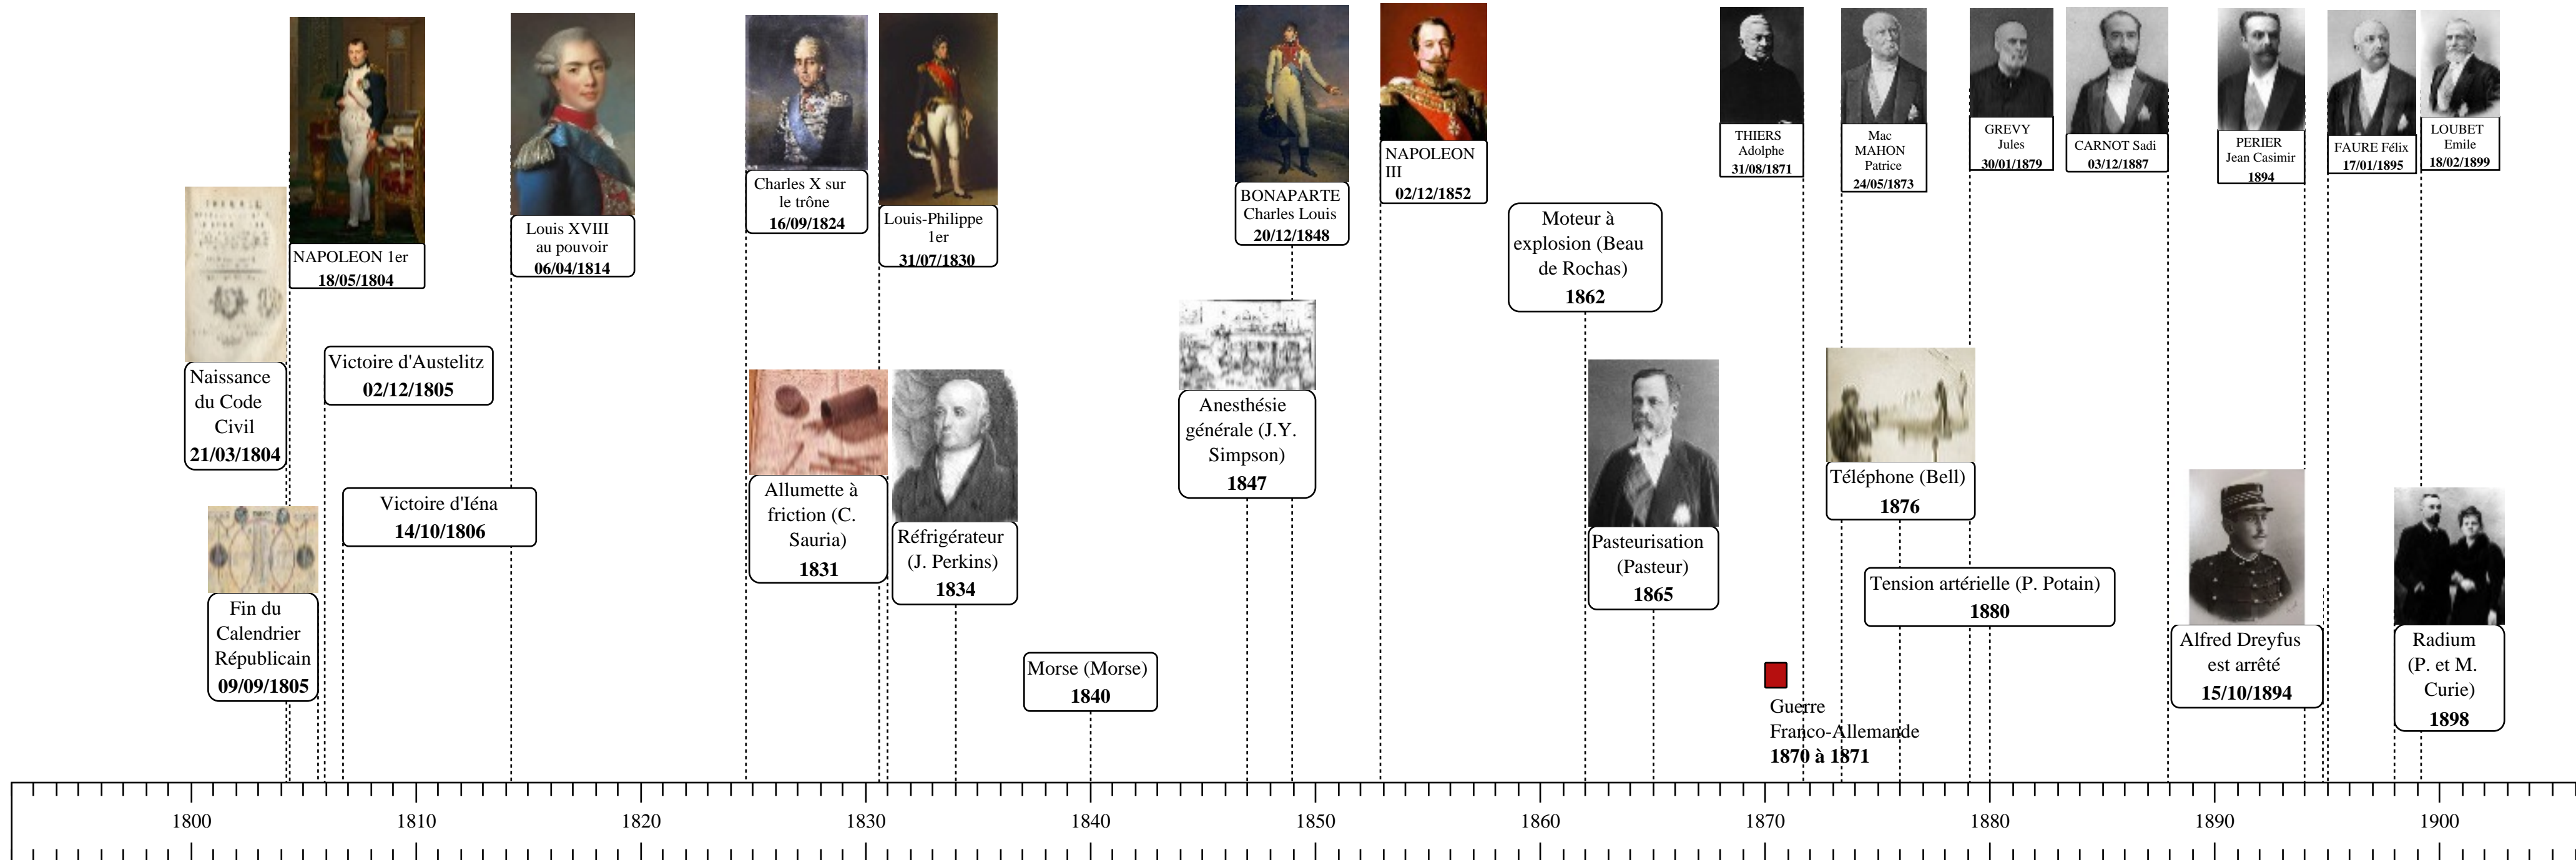 NAPOLEON 1er
18/05/1804
Louis XVIII
au pouvoir
06/04/1814
Charles X sur
le trône
16/09/1824
Louis-Philippe
1er
31/07/1830
BONAPARTE
Charles Louis
20/12/1848
NAPOLEON
III
02/12/1852
THIERS
Adolphe
31/08/1871
Mac
MAHON
Patrice
24/05/1873
GREVY
Jules
30/01/1879
CARNOT Sadi
03/12/1887
PERIER
Jean Casimir
1894
FAURE Félix
17/01/1895
LOUBET
Emile
18/02/1899
Moteur à
explosion (Beau
de Rochas)
1862
Naissance
du Code
Civil
21/03/1804
Victoire d'Austelitz
02/12/1805
Victoire d'Iéna
14/10/1806
Allumette à
friction (C.
Sauria)
1831
Réfrigérateur
(J. Perkins)
1834
Anesthésie
générale (J.Y.
Simpson)
1847
Pasteurisation
(Pasteur)
1865
Téléphone (Bell)
1876
Tension artérielle (P. Potain)
1880
Fin du
Calendrier
Républicain
09/09/1805
Morse (Morse)
1840
Guerre
Franco-Allemande
1870 à 1871
Alfred Dreyfus
est arrêté
15/10/1894
Radium
(P. et M.
Curie)
1898
1800 1810 1820 1830 1840 1850 1860 1870 1880 1890 1900